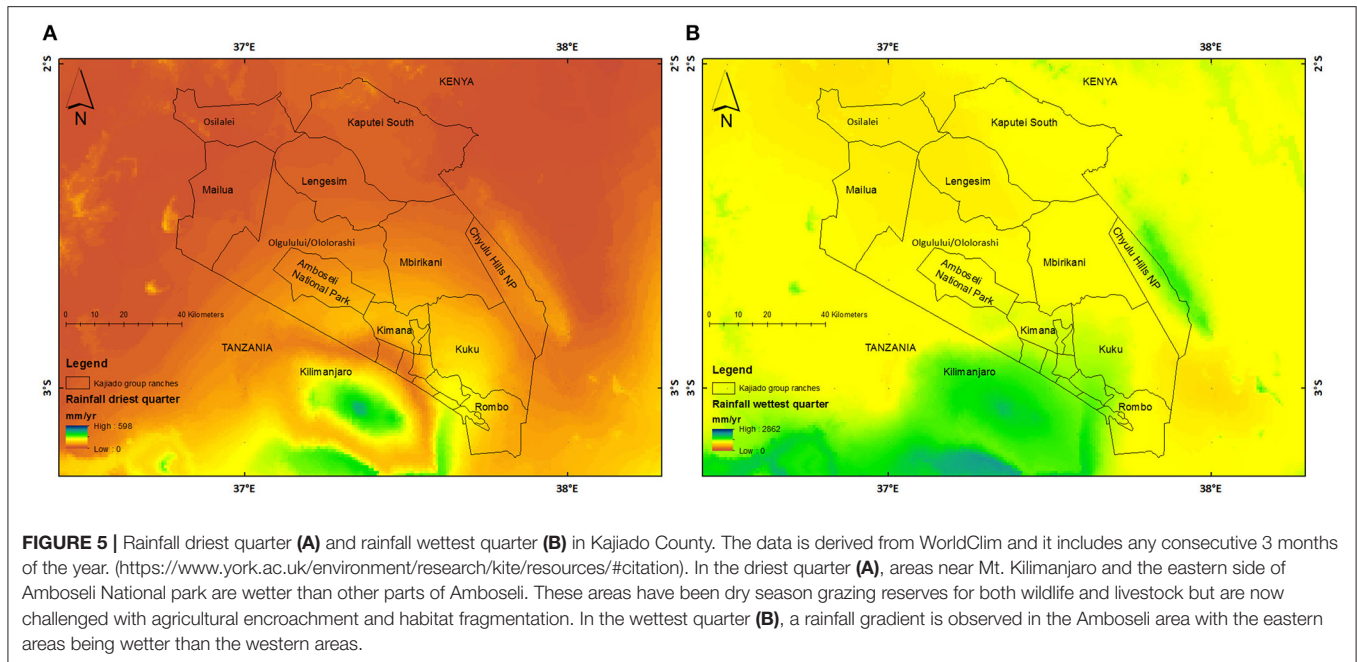 A
37°E
38°E
2°S
KENYA
N
Osilalei
Kaputei South
Mailua
Lengesim
Olgulului/Ololorashi
Chyulu Hills NP
Amboseli
National Park
Mbirikani
0 10 20 40 Kilometers
Kimana
TANZANIA
Kuku
Legend
Kilimanjaro
Kajiado group ranches
3°S
Rainfall driest quarter
Rombo
mm/yr
High : 598
Low : 0
37°E
38°E
B
37°E
38°E
2°S
2°S
KENYA
N
Osilalei
Kaputei South
Mailua
Lengesim
Olgulului/Ololorashi
Chyulu Hills NP
Amboseli
National Park
Mbirikani
0 10 20 40 Kilometers
Kimana
TANZANIA
Kuku
Legend
Kilimanjaro
Kajiado group ranches
3°S
3°S
Rainfall wettest quarter
Rombo
mm/yr
High : 2862
Low : 0
37°E
38°E
FIGURE 5 | Rainfall driest quarter (A) and rainfall wettest quarter (B) in Kajiado County. The data is derived from WorldClim and it includes any consecutive 3 months
of the year. (https://www.york.ac.uk/environment/research/kite/resources/#citation). In the driest quarter (A), areas near Mt. Kilimanjaro and the eastern side of
Amboseli National park are wetter than other parts of Amboseli. These areas have been dry season grazing reserves for both wildlife and livestock but are now
challenged with agricultural encroachment and habitat fragmentation. In the wettest quarter (B), a rainfall gradient is observed in the Amboseli area with the eastern
areas being wetter than the western areas.